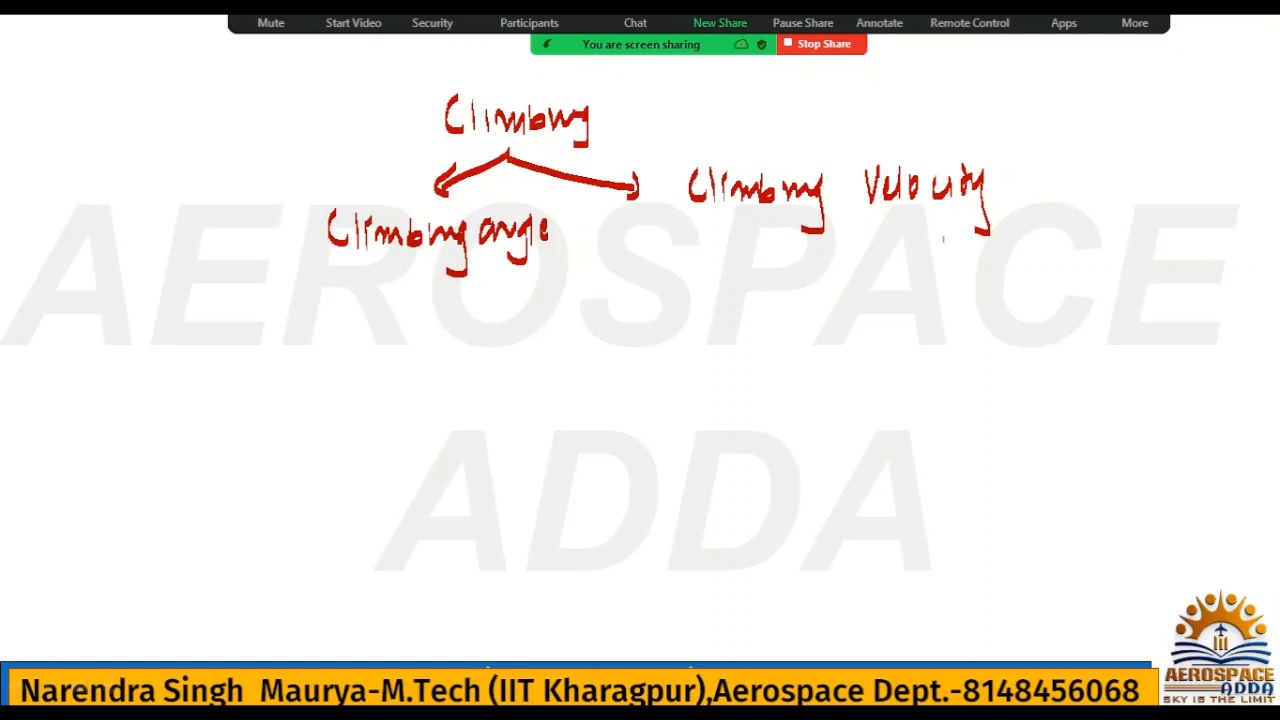 Mute Start Video Security Participants Chat New Share Pause Share Annotate Remote Control Apps More
You are screen sharing Stop Share
Climbing
Climbing angle
Climbing Velocity
AEROSPACE
ADDA
Narendra Singh Maurya-M.Tech (IIT Kharagpur),Aerospace Dept.-8148456068
AEROSPACE
ADDA
SKY IS THE LIMIT